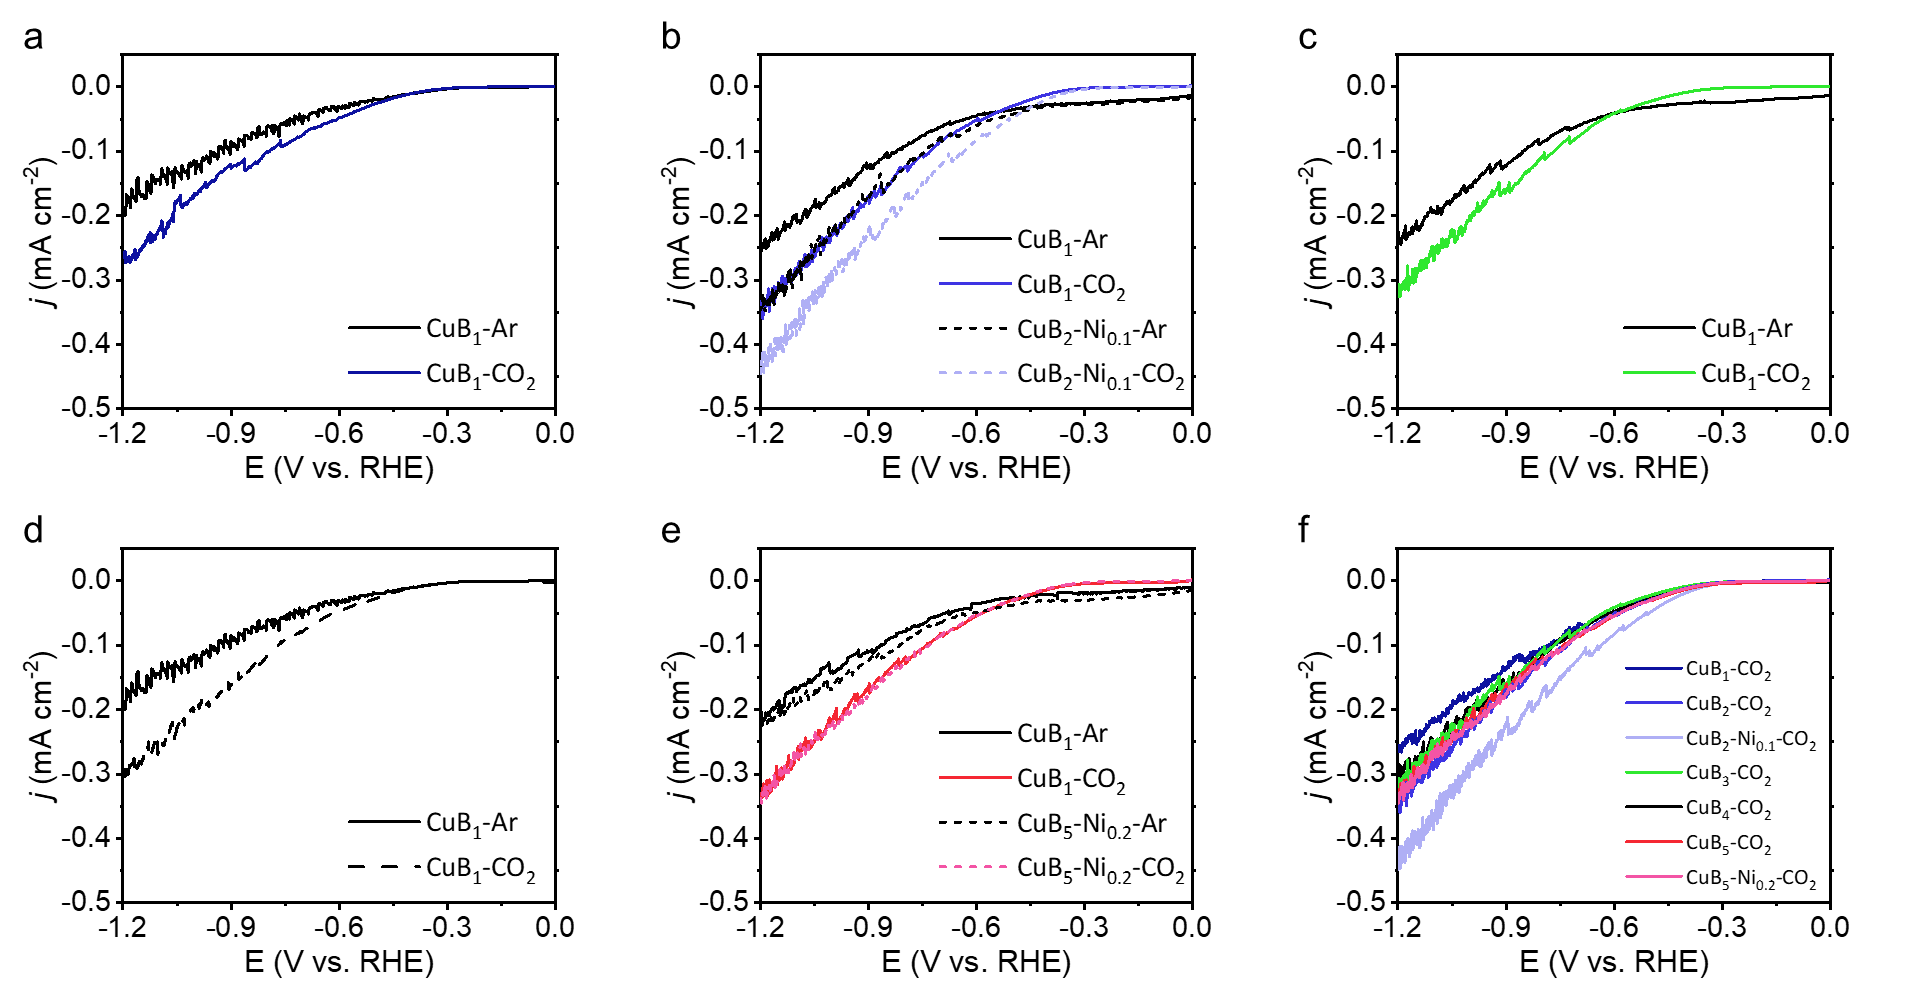 a
0.0
-0.1
-0.2
-0.3
-0.4
-0.5
j (mA cm⁻²)
CuB₁-Ar
CuB₁-CO₂
-1.2 -0.9 -0.6 -0.3 0.0
E (V vs. RHE)
b
0.0
-0.1
-0.2
-0.3
-0.4
-0.5
j (mA cm⁻²)
CuB₁-Ar
CuB₁-CO₂
CuB₂-Ni₀.₁-Ar
CuB₂-Ni₀.₁-CO₂
-1.2 -0.9 -0.6 -0.3 0.0
E (V vs. RHE)
c
0.0
-0.1
-0.2
-0.3
-0.4
-0.5
j (mA cm⁻²)
CuB₁-Ar
CuB₁-CO₂
-1.2 -0.9 -0.6 -0.3 0.0
E (V vs. RHE)
d
0.0
-0.1
-0.2
-0.3
-0.4
-0.5
j (mA cm⁻²)
CuB₁-Ar
CuB₁-CO₂
-1.2 -0.9 -0.6 -0.3 0.0
E (V vs. RHE)
e
0.0
-0.1
-0.2
-0.3
-0.4
-0.5
j (mA cm⁻²)
CuB₁-Ar
CuB₁-CO₂
CuB₅-Ni₀.₂-Ar
CuB₅-Ni₀.₂-CO₂
-1.2 -0.9 -0.6 -0.3 0.0
E (V vs. RHE)
f
0.0
-0.1
-0.2
-0.3
-0.4
-0.5
j (mA cm⁻²)
CuB₁-CO₂
CuB₂-CO₂
CuB₂-Ni₀.₁-CO₂
CuB₃-CO₂
CuB₄-CO₂
CuB₅-CO₂
CuB₅-Ni₀.₂-CO₂
-1.2 -0.9 -0.6 -0.3 0.0
E (V vs. RHE)